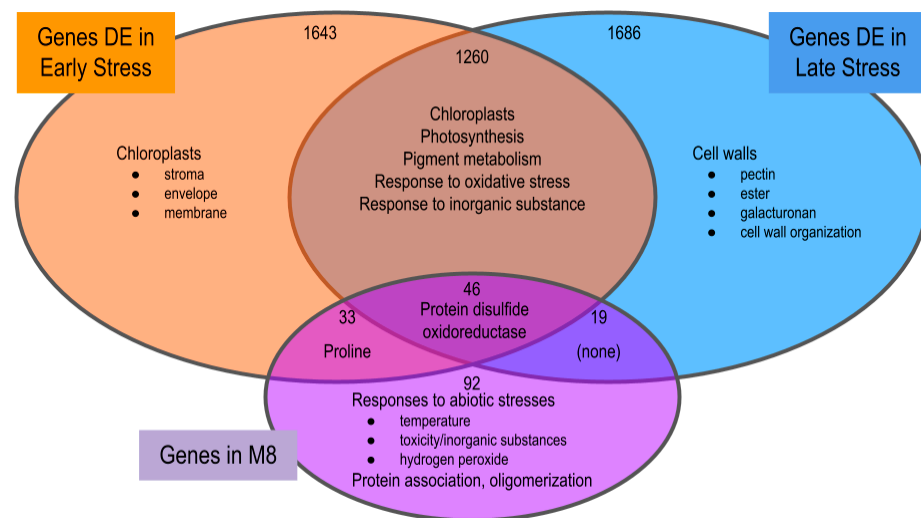 Genes DE in
Early Stress
1643
1260
1686
Genes DE in
Late Stress
Chloroplasts
● stroma
● envelope
● membrane
Chloroplasts
Photosynthesis
Pigment metabolism
Response to oxidative stress
Response to inorganic substance
Cell walls
● pectin
● ester
● galacturonan
● cell wall organization
33
Proline
46
Protein disulfide
oxidoreductase
19
(none)
92
Responses to abiotic stresses
● temperature
● toxicity/inorganic substances
● hydrogen peroxide
Protein association, oligomerization
Genes in M8